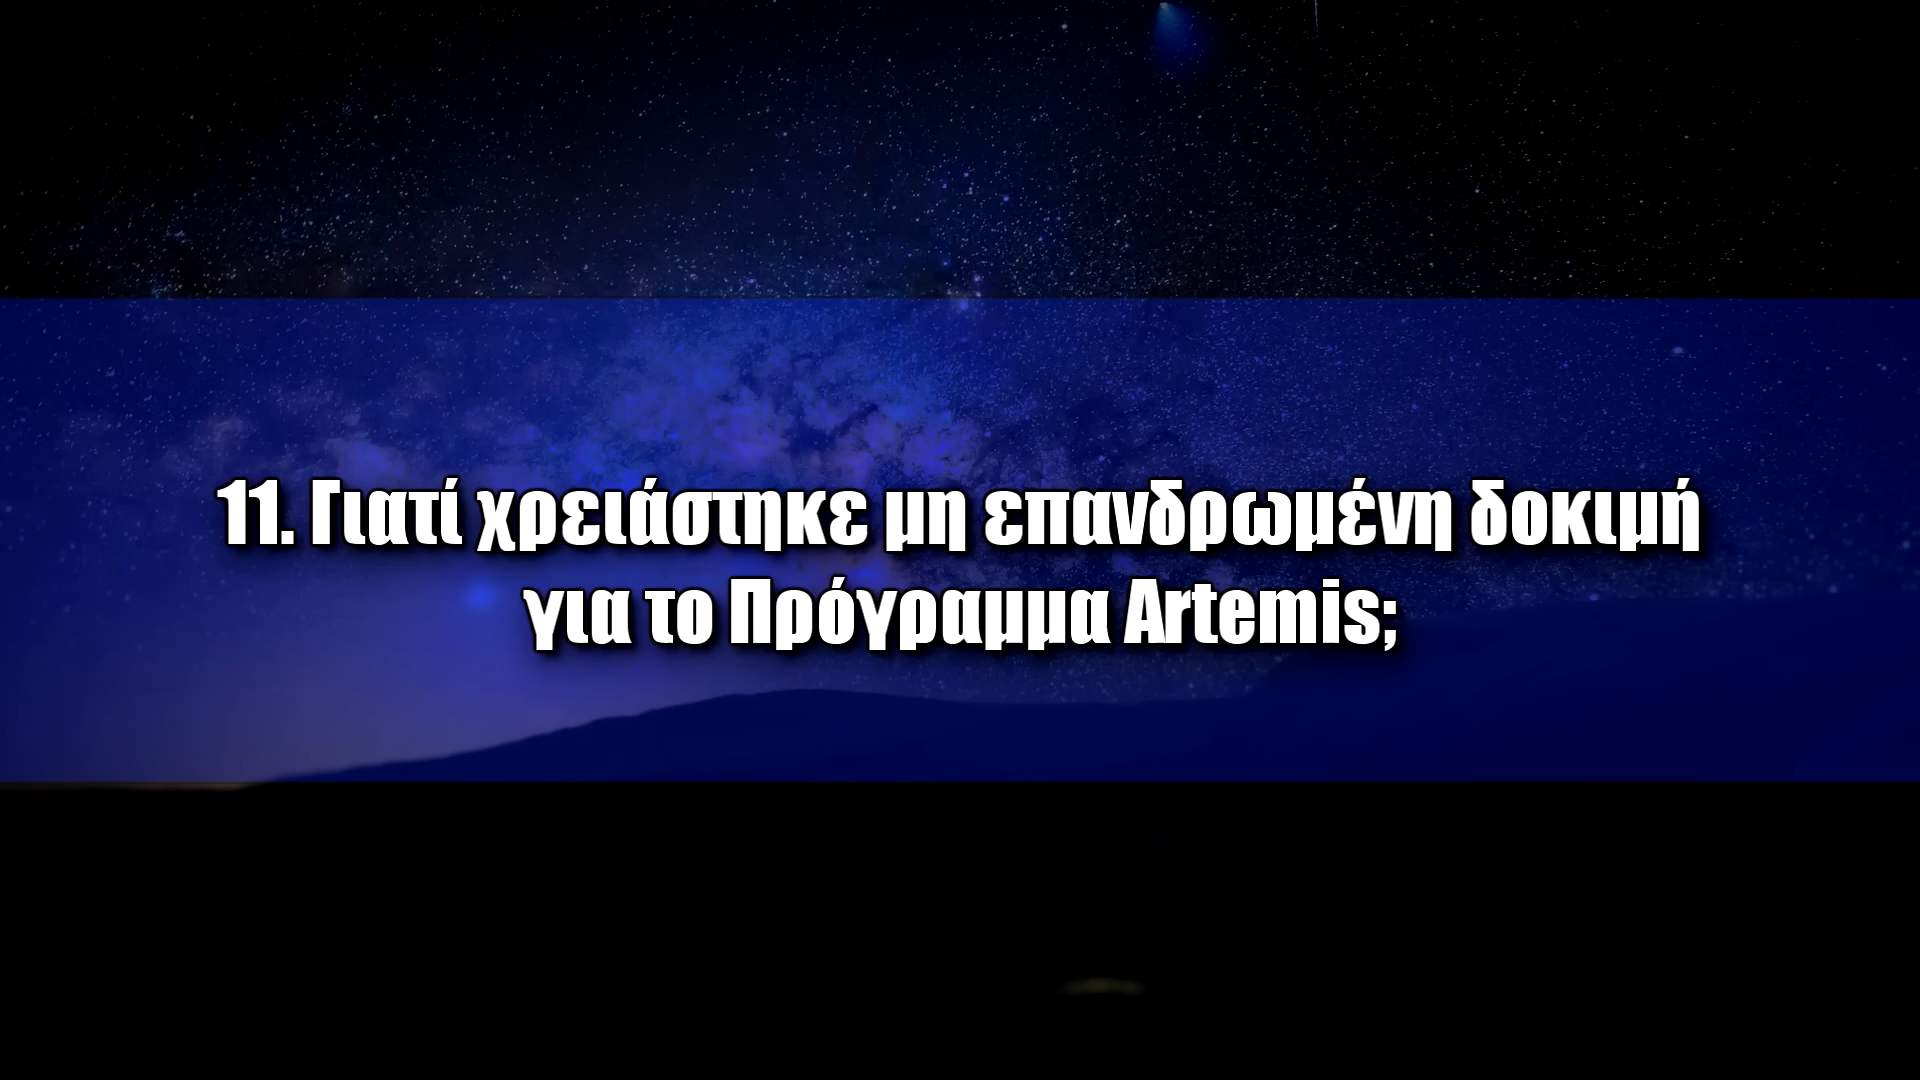 11. Γιατί χρειάστηκε μη επανδρωμένη δοκιμή
για το Πρόγραμμα Artemis;